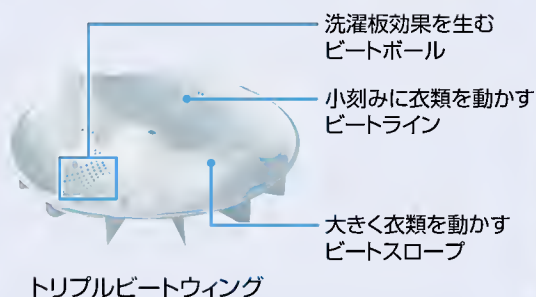 洗濯板効果を生む
ビートボール
小刻みに衣類を動かす
ビートライン
大きく衣類を動かす
ビートスロープ
トリプルビートウィング